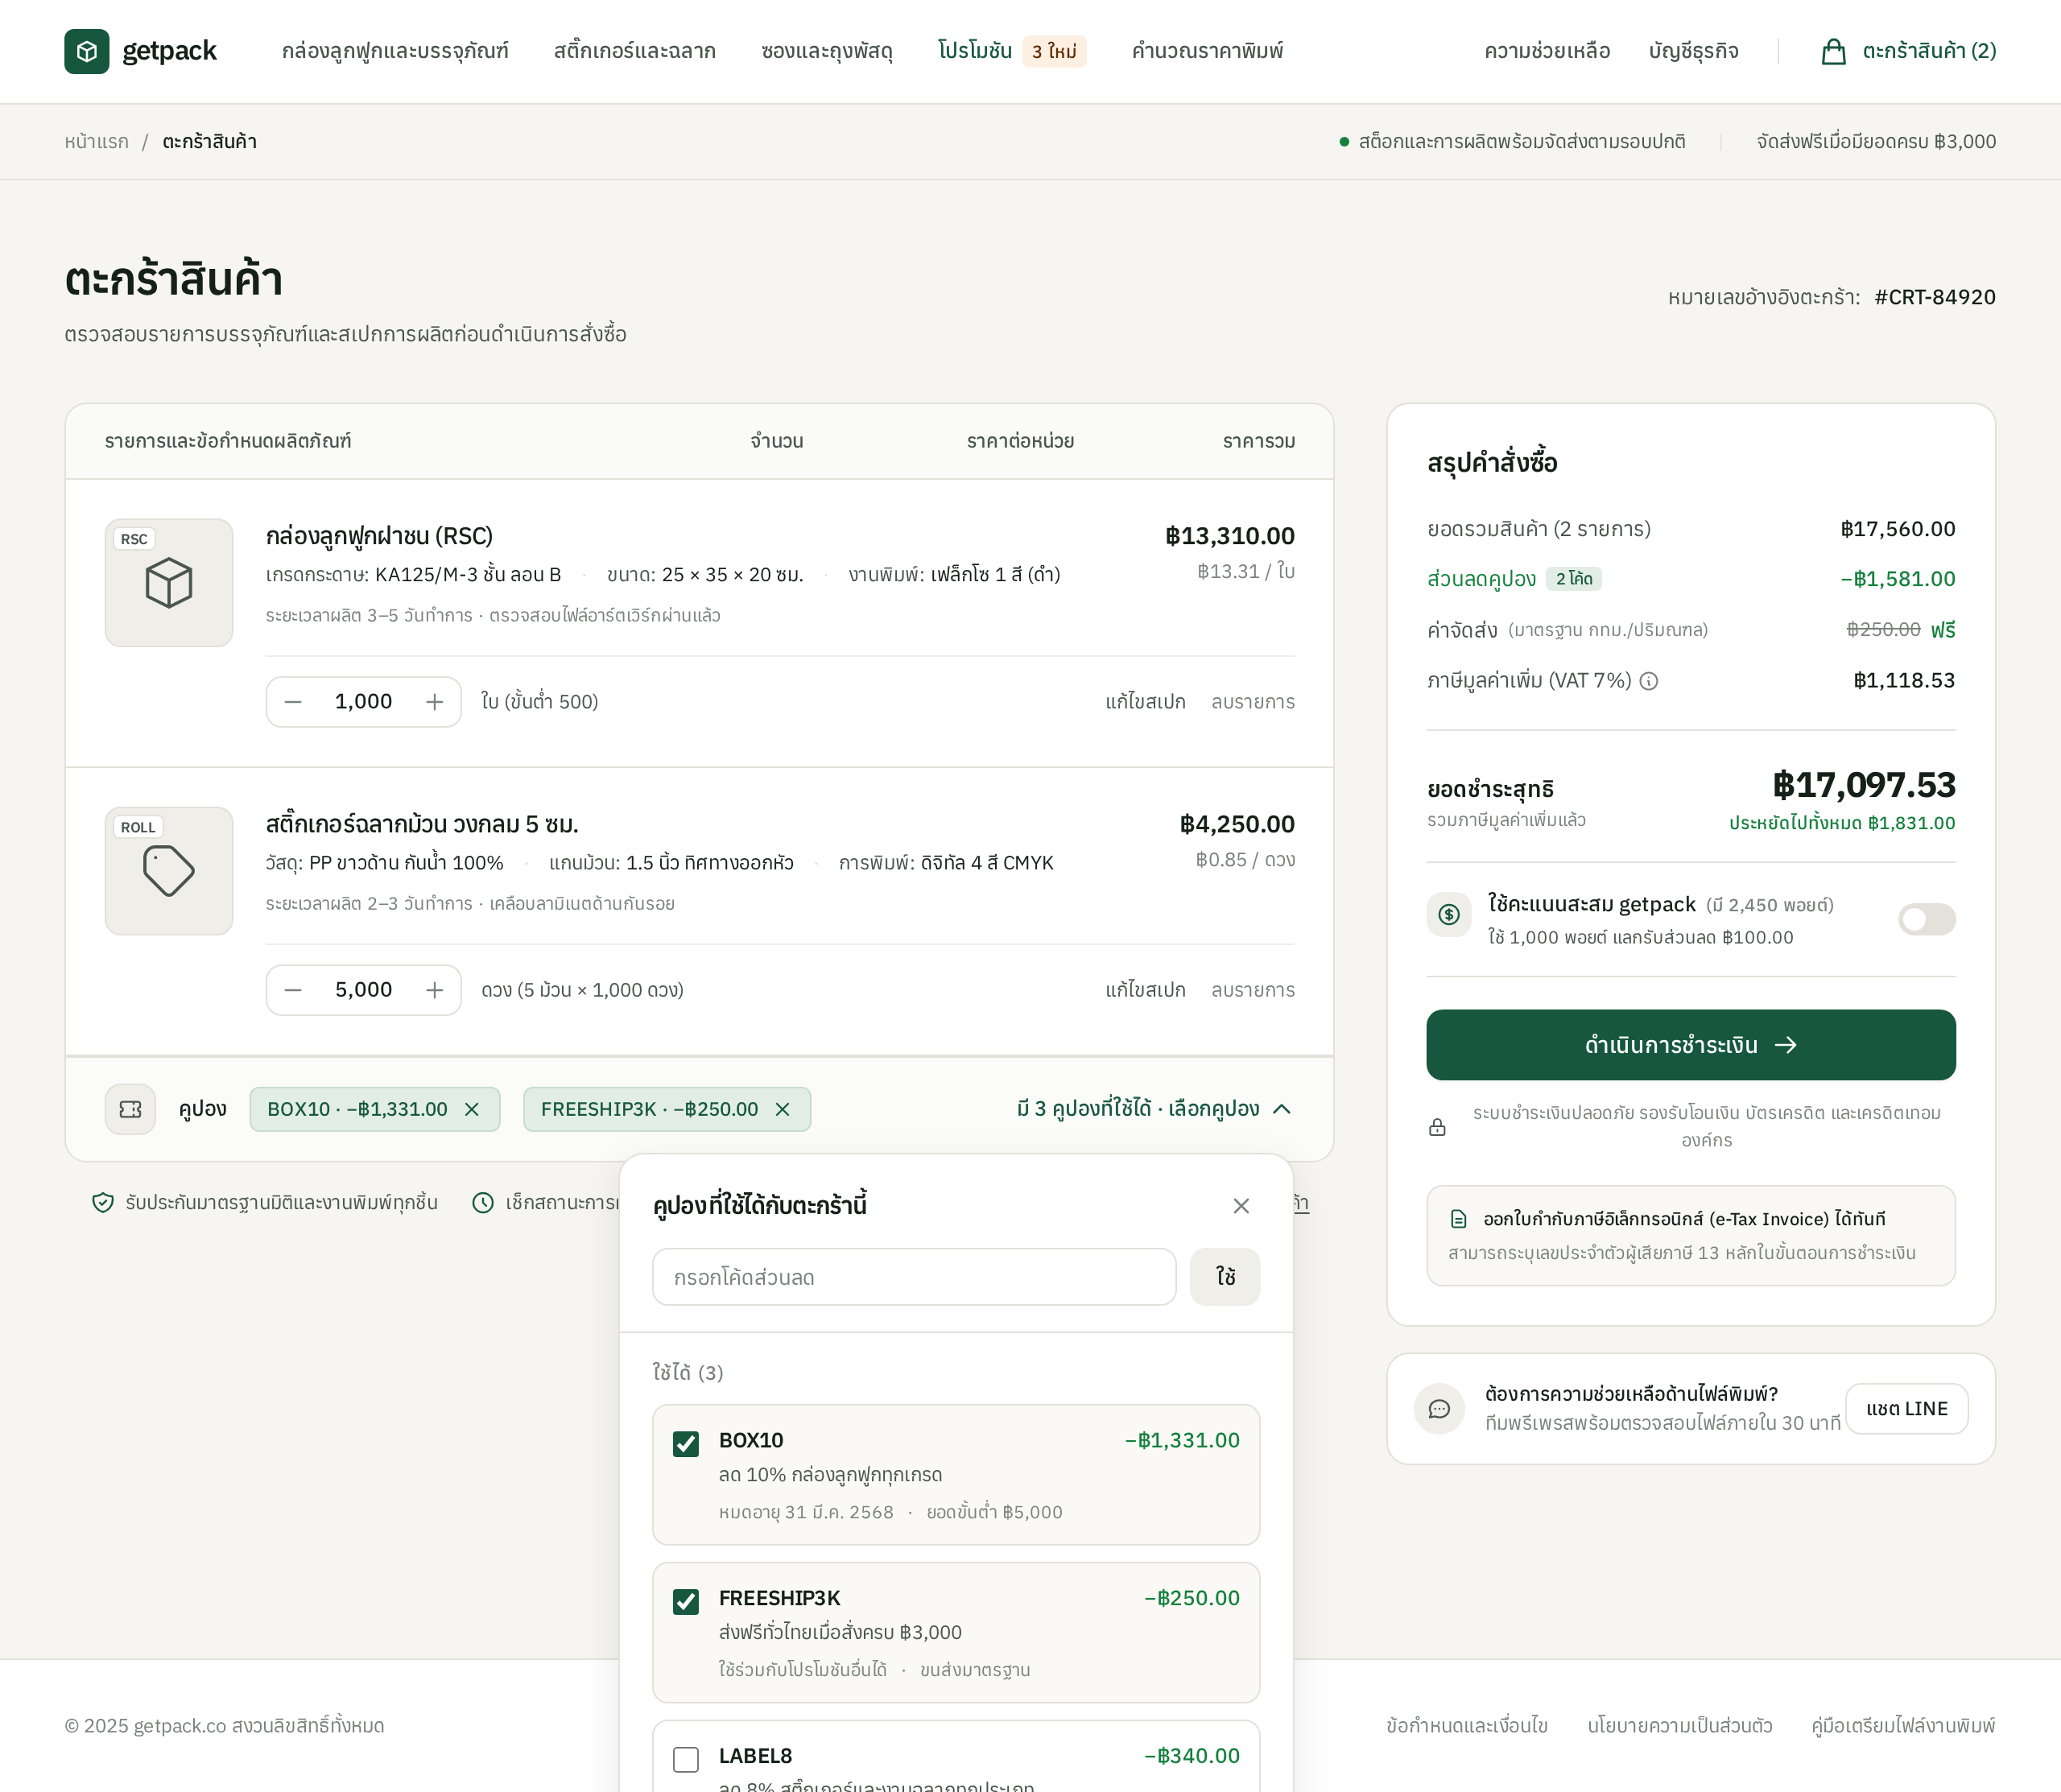 getpack
กล่องลูกฟูกและบรรจุภัณฑ์
สติ๊กเกอร์และฉลาก
ซองและถุงพัสดุ
โปรโมชัน 3 ใหม่
คำนวณราคาพิมพ์
ความช่วยเหลือ
บัญชีธุรกิจ
ตะกร้าสินค้า (2)
หน้าแรก / ตะกร้าสินค้า
สต็อกและการผลิตพร้อมจัดส่งตามรอบปกติ
จัดส่งฟรีเมื่อมียอดครบ ฿3,000
ตะกร้าสินค้า
ตรวจสอบรายการบรรจุภัณฑ์และสเปกการผลิตก่อนดำเนินการสั่งซื้อ
หมายเลขอ้างอิงตะกร้า: #CRT-84920
รายการและข้อกำหนดผลิตภัณฑ์ จำนวน ราคาต่อหน่วย ราคารวม
RSC
กล่องลูกฟูกฝาชน (RSC) ฿13,310.00
เกรดกระดาษ: KA125/M-3 ชั้น ลอน B · ขนาด: 25 × 35 × 20 ซม. · งานพิมพ์: เฟล็กโซ 1 สี (ดำ) ฿13.31 / ใบ
ระยะเวลาผลิต 3–5 วันทำการ · ตรวจสอบไฟล์อาร์ตเวิร์กผ่านแล้ว
1,000 ใบ (ขั้นต่ำ 500) แก้ไขสเปก ลบรายการ
ROLL
สติ๊กเกอร์ฉลากม้วน วงกลม 5 ซม. ฿4,250.00
วัสดุ: PP ขาวด้าน กันน้ำ 100% · แกนม้วน: 1.5 นิ้ว ทิศทางออกหัว · การพิมพ์: ดิจิทัล 4 สี CMYK ฿0.85 / ดวง
ระยะเวลาผลิต 2–3 วันทำการ · เคลือบลามิเนตด้านกันรอย
5,000 ดวง (5 ม้วน × 1,000 ดวง) แก้ไขสเปก ลบรายการ
คูปอง BOX10 · −฿1,331.00 FREESHIP3K · −฿250.00 มี 3 คูปองที่ใช้ได้ · เลือกคูปอง
รับประกันมาตรฐานมิติและงานพิมพ์ทุกชิ้น
คูปองที่ใช้ได้กับตะกร้านี้
กรอกโค้ดส่วนลด ใช้
ใช้ได้ (3)
BOX10 −฿1,331.00
ลด 10% กล่องลูกฟูกทุกเกรด
หมดอายุ 31 มี.ค. 2568 · ยอดขั้นต่ำ ฿5,000
FREESHIP3K −฿250.00
ส่งฟรีทั่วไทยเมื่อสั่งครบ ฿3,000
ใช้ร่วมกับโปรโมชันอื่นได้ · ขนส่งมาตรฐาน
LABEL8 −฿340.00
ลด 8% สติ๊กเกอร์และงานฉลากทุกประเภท
สรุปคำสั่งซื้อ
ยอดรวมสินค้า (2 รายการ) ฿17,560.00
ส่วนลดคูปอง 2 โค้ด −฿1,581.00
ค่าจัดส่ง (มาตรฐาน กทม./ปริมณฑล) ฿250.00 ฟรี
ภาษีมูลค่าเพิ่ม (VAT 7%) ฿1,118.53
ยอดชำระสุทธิ ฿17,097.53
รวมภาษีมูลค่าเพิ่มแล้ว ประหยัดไปทั้งหมด ฿1,831.00
ใช้คะแนนสะสม getpack (มี 2,450 พอยต์)
ใช้ 1,000 พอยต์ แลกรับส่วนลด ฿100.00
ดำเนินการชำระเงิน
ระบบชำระเงินปลอดภัย รองรับโอนเงิน บัตรเครดิต และเครดิตเทอม
องค์กร
ออกใบกำกับภาษีอิเล็กทรอนิกส์ (e-Tax Invoice) ได้ทันที
สามารถระบุเลขประจำตัวผู้เสียภาษี 13 หลักในขั้นตอนการชำระเงิน
ต้องการความช่วยเหลือด้านไฟล์พิมพ์?
ทีมพรีเพรสพร้อมตรวจสอบไฟล์ภายใน 30 นาที
แชต LINE
© 2025 getpack.co สงวนลิขสิทธิ์ทั้งหมด
ข้อกำหนดและเงื่อนไข
นโยบายความเป็นส่วนตัว
คู่มือเตรียมไฟล์งานพิมพ์